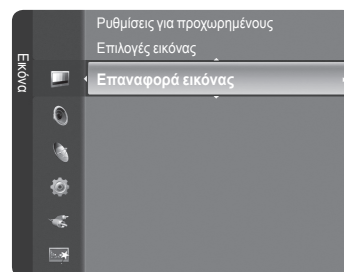 Εικόνα
Ρυθμίσεις για προχωρημένους
Επιλογές εικόνας
Επαναφορά εικόνας